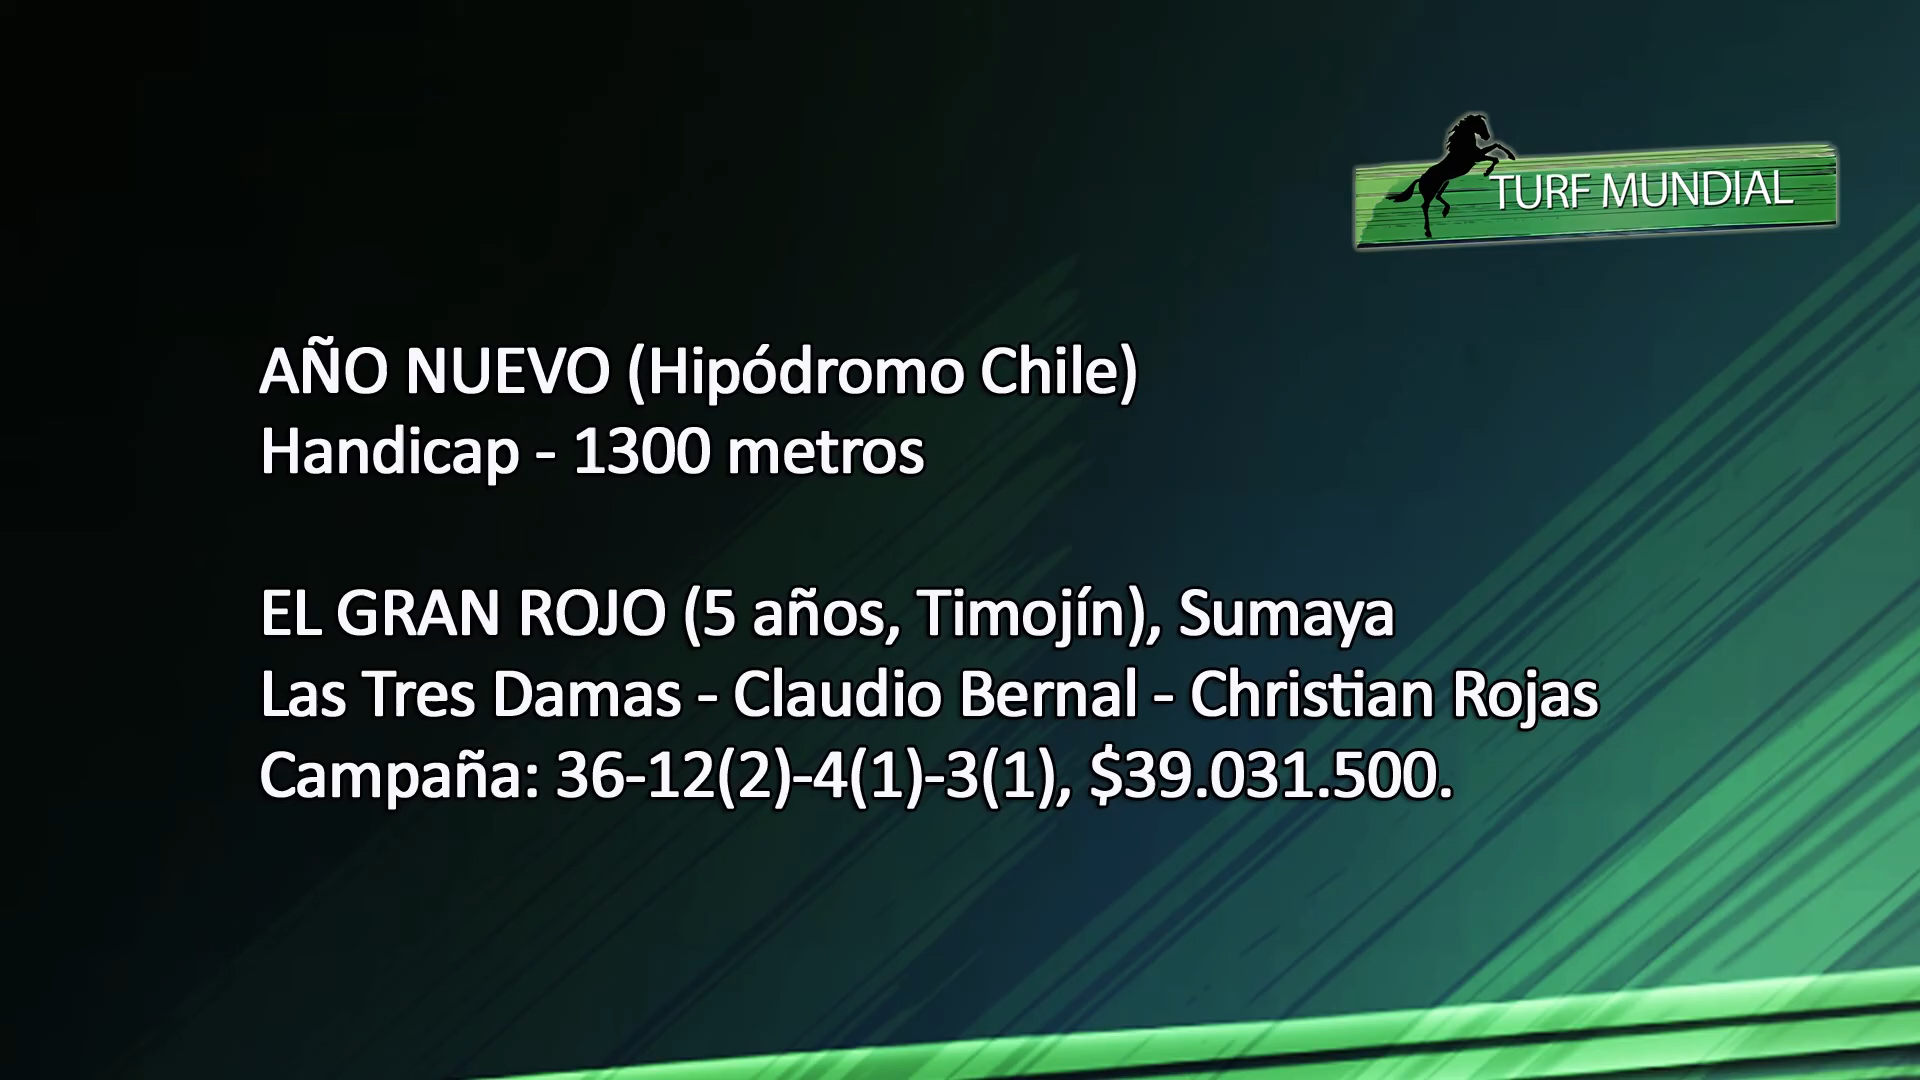 TURF MUNDIAL
AÑO NUEVO (Hipódromo Chile)
Handicap - 1300 metros
EL GRAN ROJO (5 años, Timojín), Sumaya
Las Tres Damas - Claudio Bernal - Christian Rojas
Campaña: 36-12(2)-4(1)-3(1), $39.031.500.